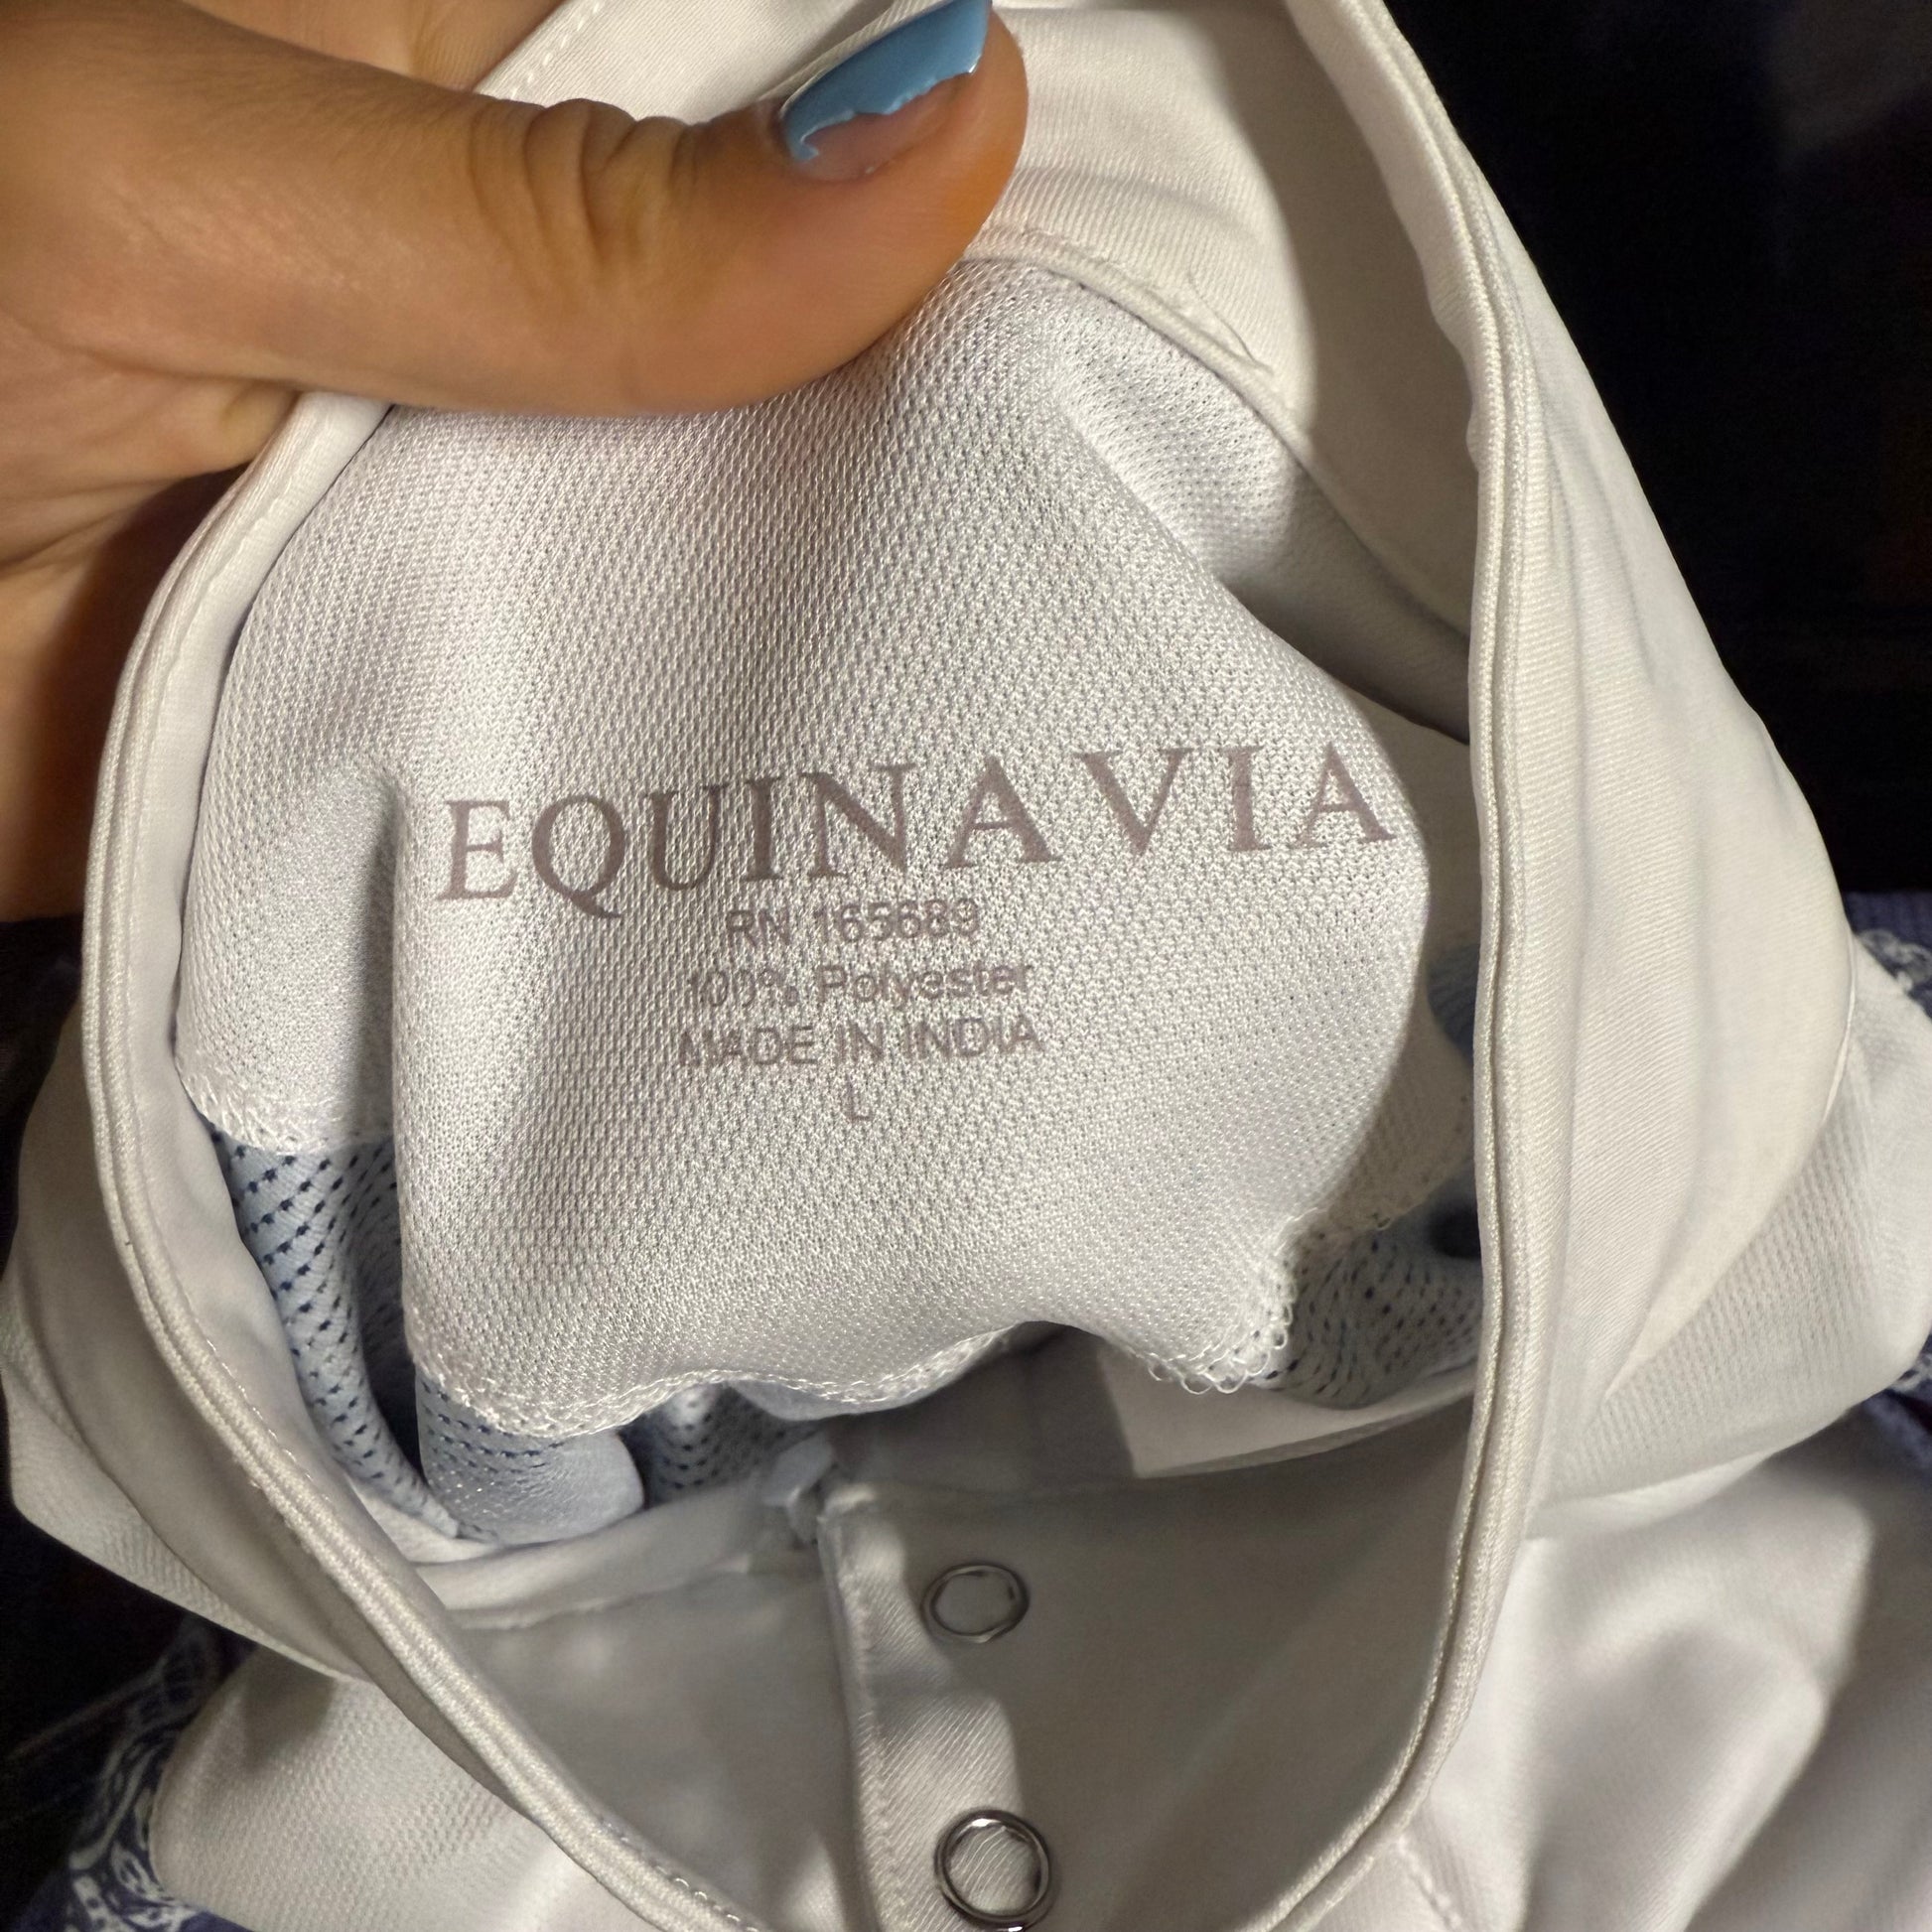 EQUINAVIA
RN 165689
100% Polyester
MADE IN INDIA
L